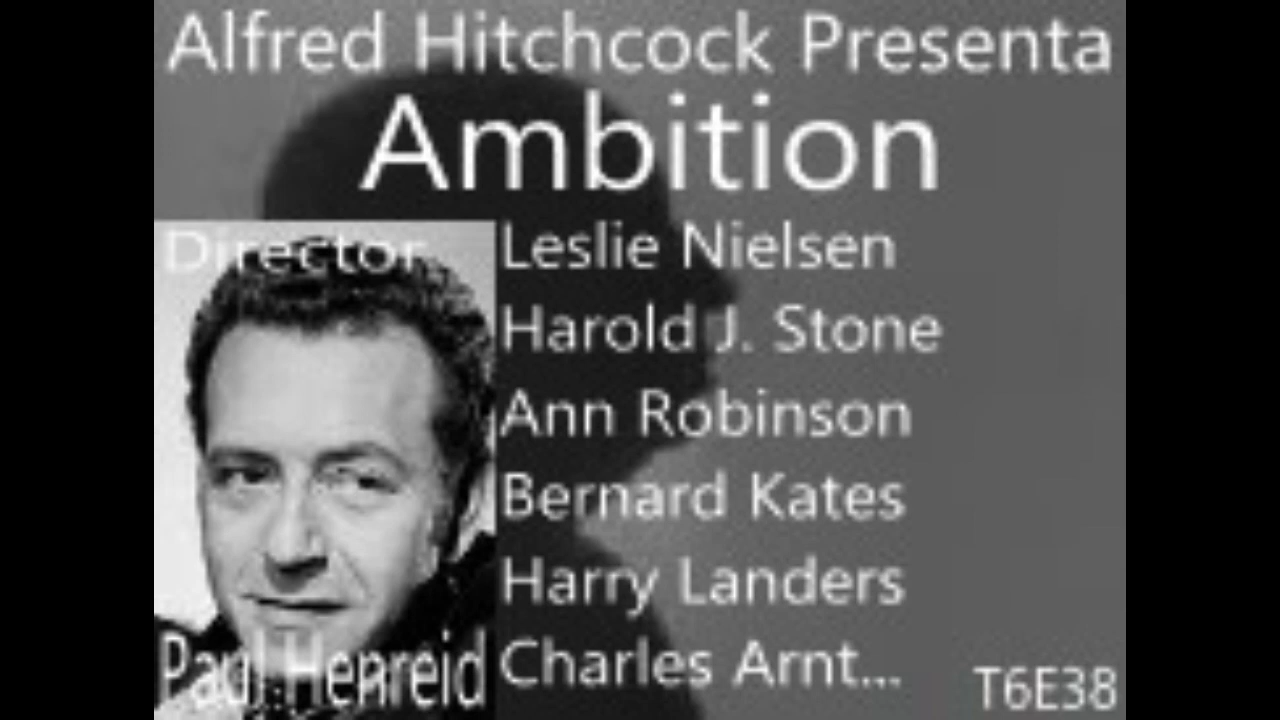 Alfred Hitchcock Presenta
Ambition
Director
Leslie Nielsen
Harold J. Stone
Ann Robinson
Bernard Kates
Harry Landers
Paul Henreid
Charles Arnt...
T6E38